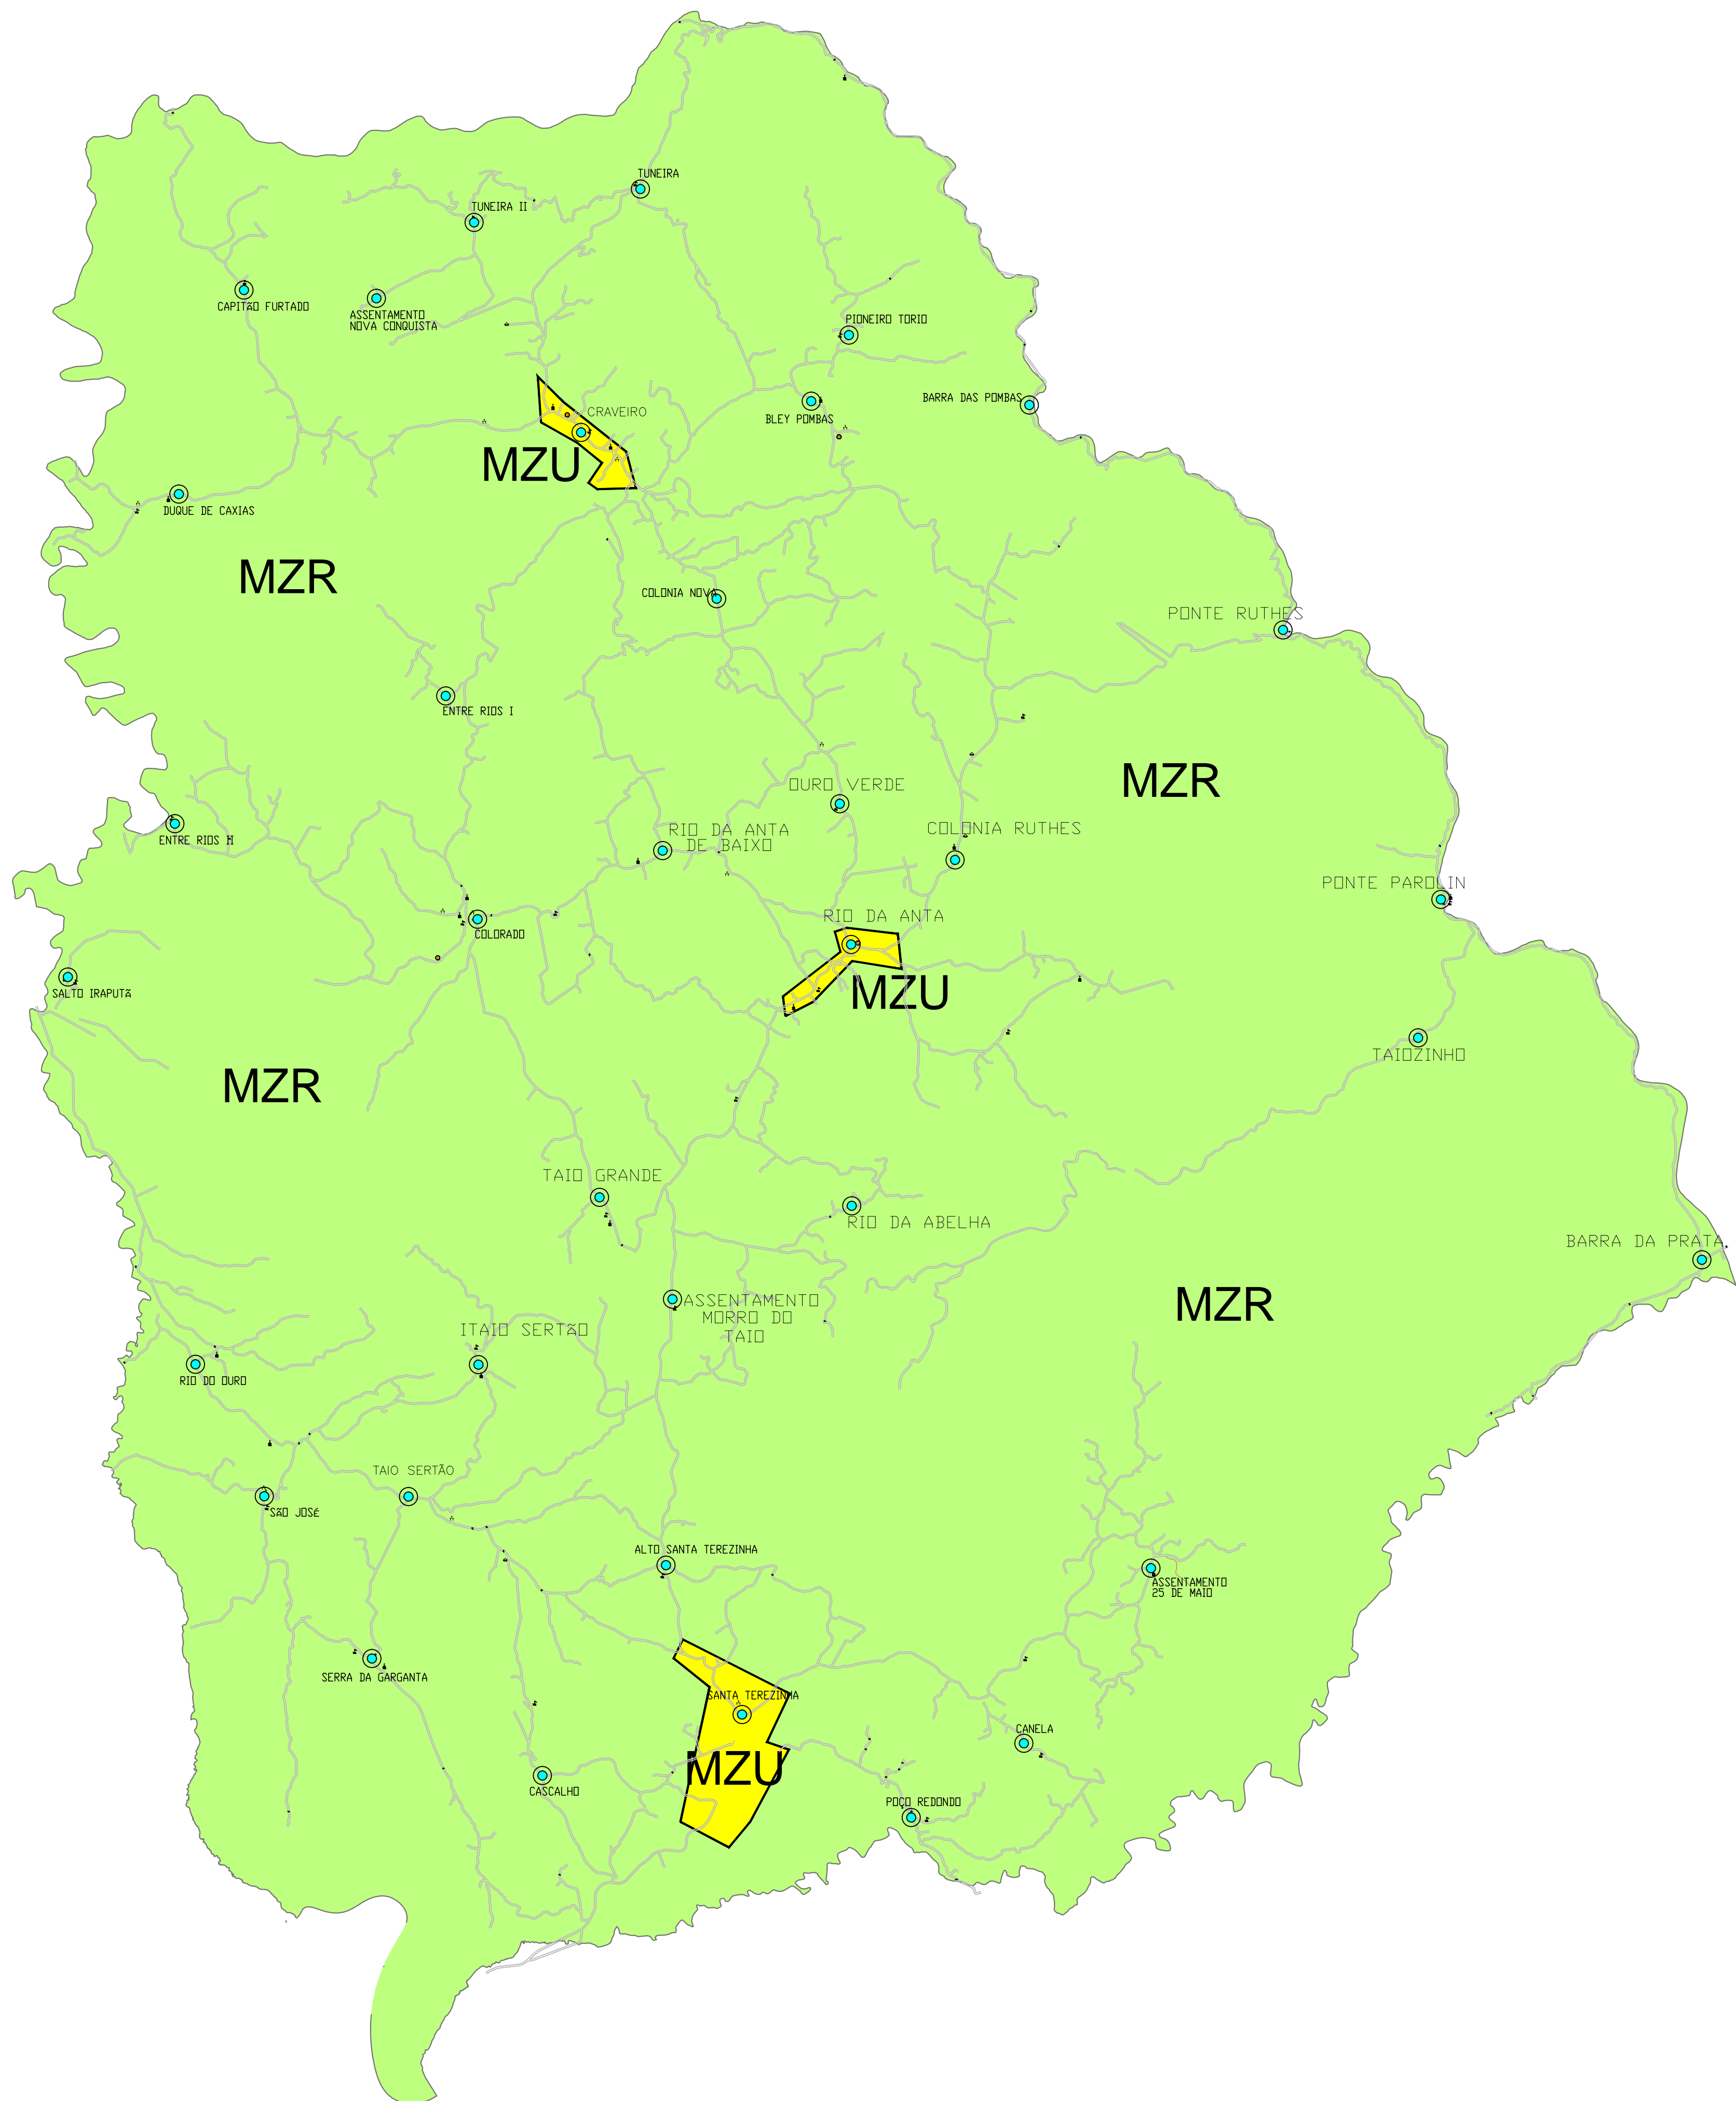 TUNEIRA
TUNEIRA II
CAPITÃO FURTADO
ASSENTAMENTO
NOVA CONQUISTA
PIONEIRO TORIO
BARRA DAS POMBAS
BLEY POMBAS
CRAVEIRO
MZU
DUQUE DE CAXIAS
MZR
COLONIA NOVA
PONTE RUTHES
ENTRE RIOS I
MZR
OURO VERDE
COLONIA RUTHES
RIO DA ANTA
DE BAIXO
ENTRE RIOS II
PONTE PAROLIN
RIO DA ANTA
COLORADO
SALTO IRAPUTÃ
MZU
TAIOZINHO
MZR
TAIO GRANDE
RIO DA ABELHA
BARRA DA PRATA
ASSENTAMENTO
MORRO DO
TAIO
MZR
ITAIO SERTÃO
RIO DO OURO
TAIO SERTÃO
SÃO JOSÉ
ALTO SANTA TEREZINHA
ASSENTAMENTO
25 DE MAIO
SERRA DA GARGANTA
SANTA TEREZINHA
CANELA
MZU
CASCALHO
POÇO REDONDO